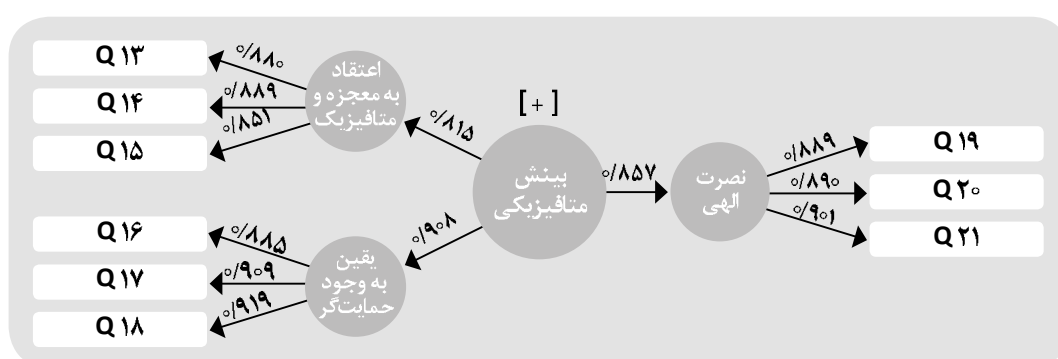 Q ۱۳
Q ۱۴
Q ۱۵
۰/۸۸۰
۰/۸۸۹
۰/۸۵۱
اعتقاد
به معجزه و
متافیزیک
۰/۸۱۵
[ + ]
بینش
متافیزیکی
۰/۸۵۷
نصرت
الهی
۰/۸۸۹
۰/۸۹۰
۰/۹۰۱
Q ۱۹
Q ۲۰
Q ۲۱
۰/۹۰۸
یقین
به وجود
حمایت‌گر
۰/۸۸۵
۰/۹۰۹
۰/۹۱۹
Q ۱۶
Q ۱۷
Q ۱۸